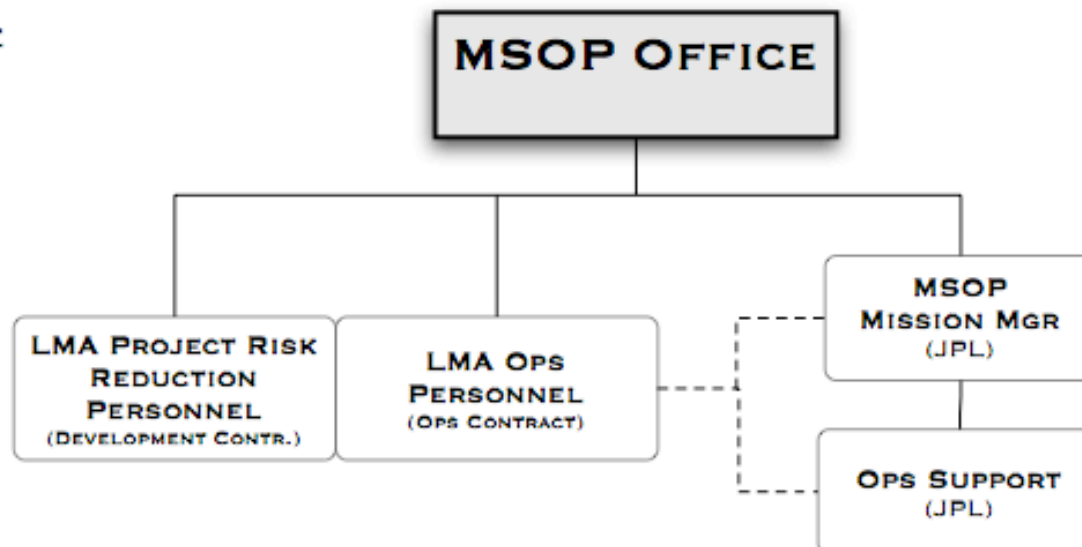 MSOP OFFICE
MSOP
MISSION MGR
(JPL)
LMA PROJECT RISK
REDUCTION
PERSONNEL
(DEVELOPMENT CONTR.)
LMA OPS
PERSONNEL
(OPS CONTRACT)
OPS SUPPORT
(JPL)